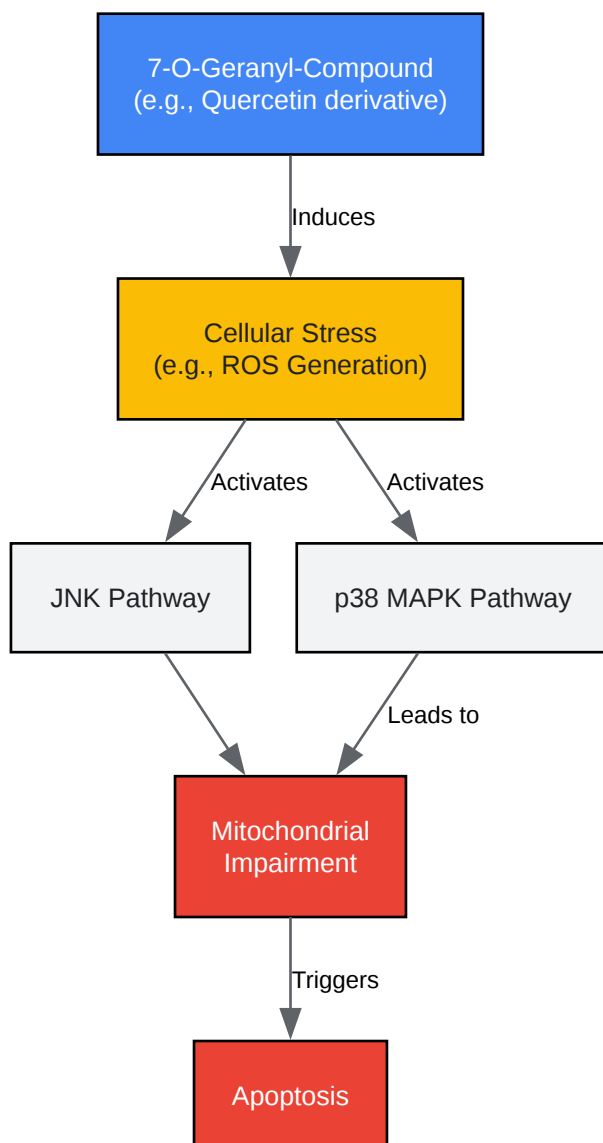 7-O-Geranyl-Compound
(e.g., Quercetin derivative)
Induces
Cellular Stress
(e.g., ROS Generation)
Activates
Activates
JNK Pathway
p38 MAPK Pathway
Leads to
Mitochondrial
Impairment
Triggers
Apoptosis